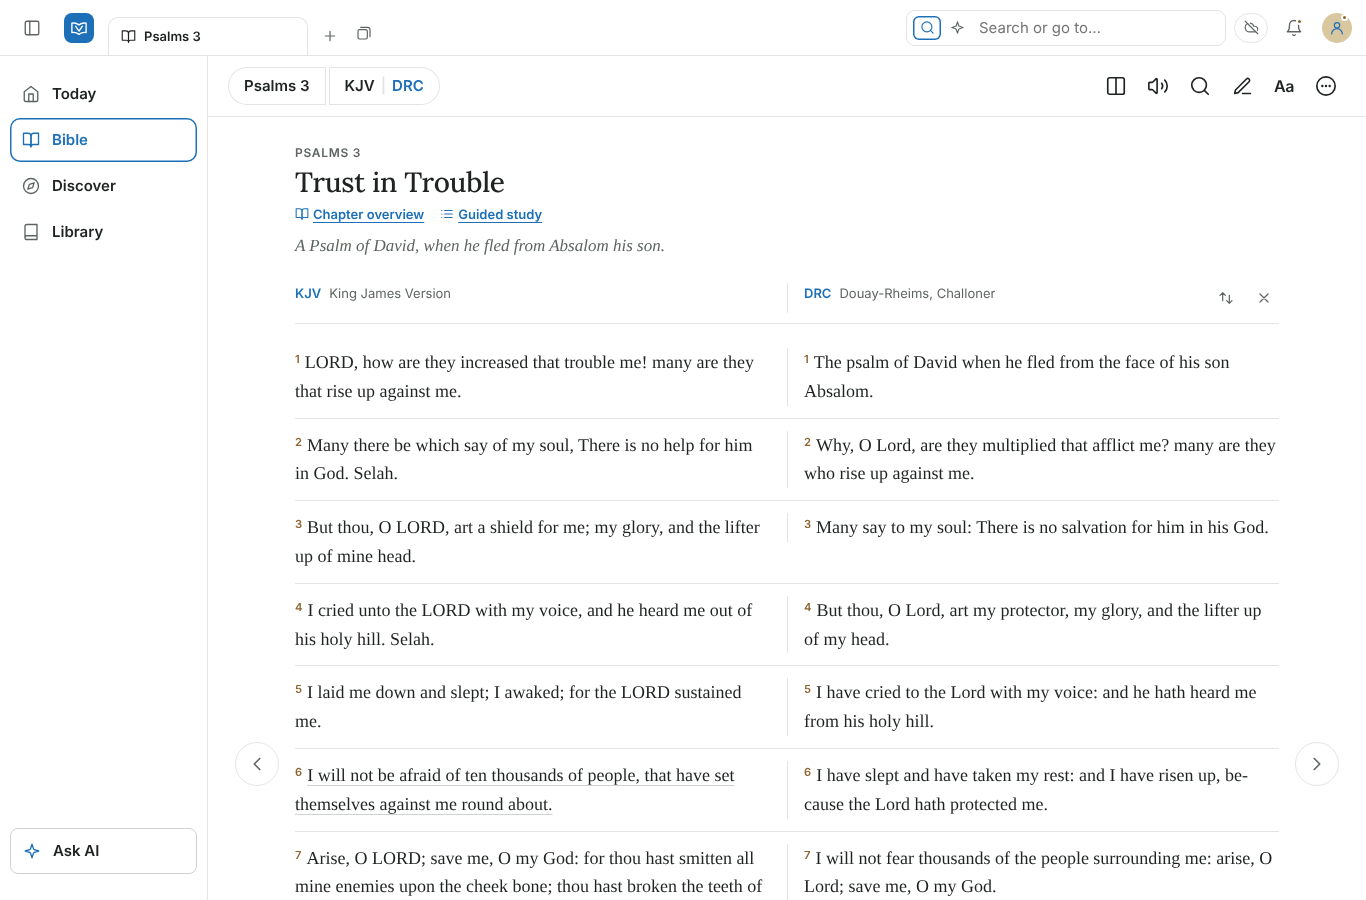 Psalms 3
Search or go to...
Today
Bible
Discover
Library
Ask AI
Psalms 3
KJV | DRC
Aa
PSALMS 3
Trust in Trouble
Chapter overview
Guided study
A Psalm of David, when he fled from Absalom his son.
KJV King James Version
DRC Douay-Rheims, Challoner
1 LORD, how are they increased that trouble me! many are they
that rise up against me.
1 The psalm of David when he fled from the face of his son
Absalom.
2 Many there be which say of my soul, There is no help for him
in God. Selah.
2 Why, O Lord, are they multiplied that afflict me? many are they
who rise up against me.
3 But thou, O LORD, art a shield for me; my glory, and the lifter
up of mine head.
3 Many say to my soul: There is no salvation for him in his God.
4 I cried unto the LORD with my voice, and he heard me out of
his holy hill. Selah.
4 But thou, O Lord, art my protector, my glory, and the lifter up
of my head.
5 I laid me down and slept; I awaked; for the LORD sustained
me.
5 I have cried to the Lord with my voice: and he hath heard me
from his holy hill.
6 I will not be afraid of ten thousands of people, that have set
themselves against me round about.
6 I have slept and have taken my rest: and I have risen up, be-
cause the Lord hath protected me.
7 Arise, O LORD; save me, O my God: for thou hast smitten all
mine enemies upon the cheek bone; thou hast broken the teeth of
7 I will not fear thousands of the people surrounding me: arise, O
Lord; save me, O my God.